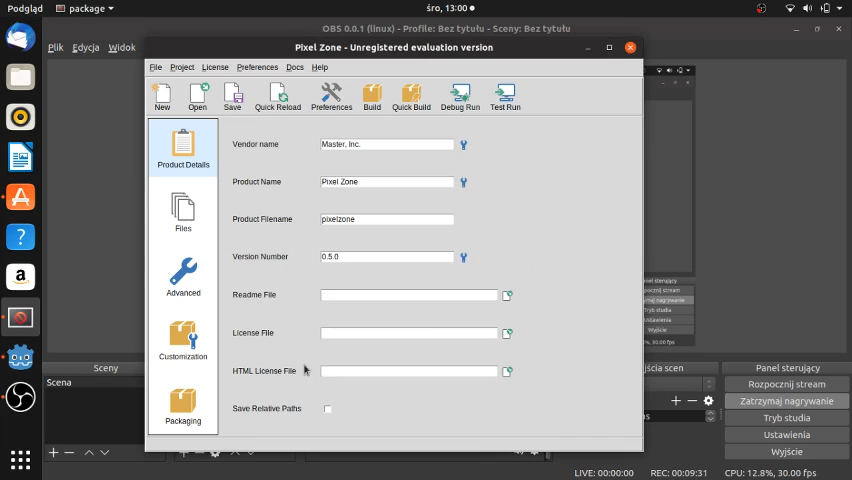 Podgląd
package
śro, 13:00
OBS 0.0.1 (linux) - Profile: Bez tytułu - Sceny: Bez tytułu
Plik Edycja Widok
Pixel Zone - Unregistered evaluation version
File Project License Preferences Docs Help
New Open Save Quick Reload Preferences Build Quick Build Debug Run Test Run
Product Details
Files
Advanced
Customization
Packaging
Vendor name Master, Inc.
Product Name Pixel Zone
Product Filename pixelzone
Version Number 0.5.0
Readme File
License File
HTML License File
Save Relative Paths
Sceny
Scena
jścia scen
Panel sterujący
Rozpocznij stream
Zatrzymaj nagrywanie
Tryb studia
Ustawienia
Wyjście
LIVE: 00:00:00 REC: 00:09:31 CPU: 12.8%, 30.00 fps